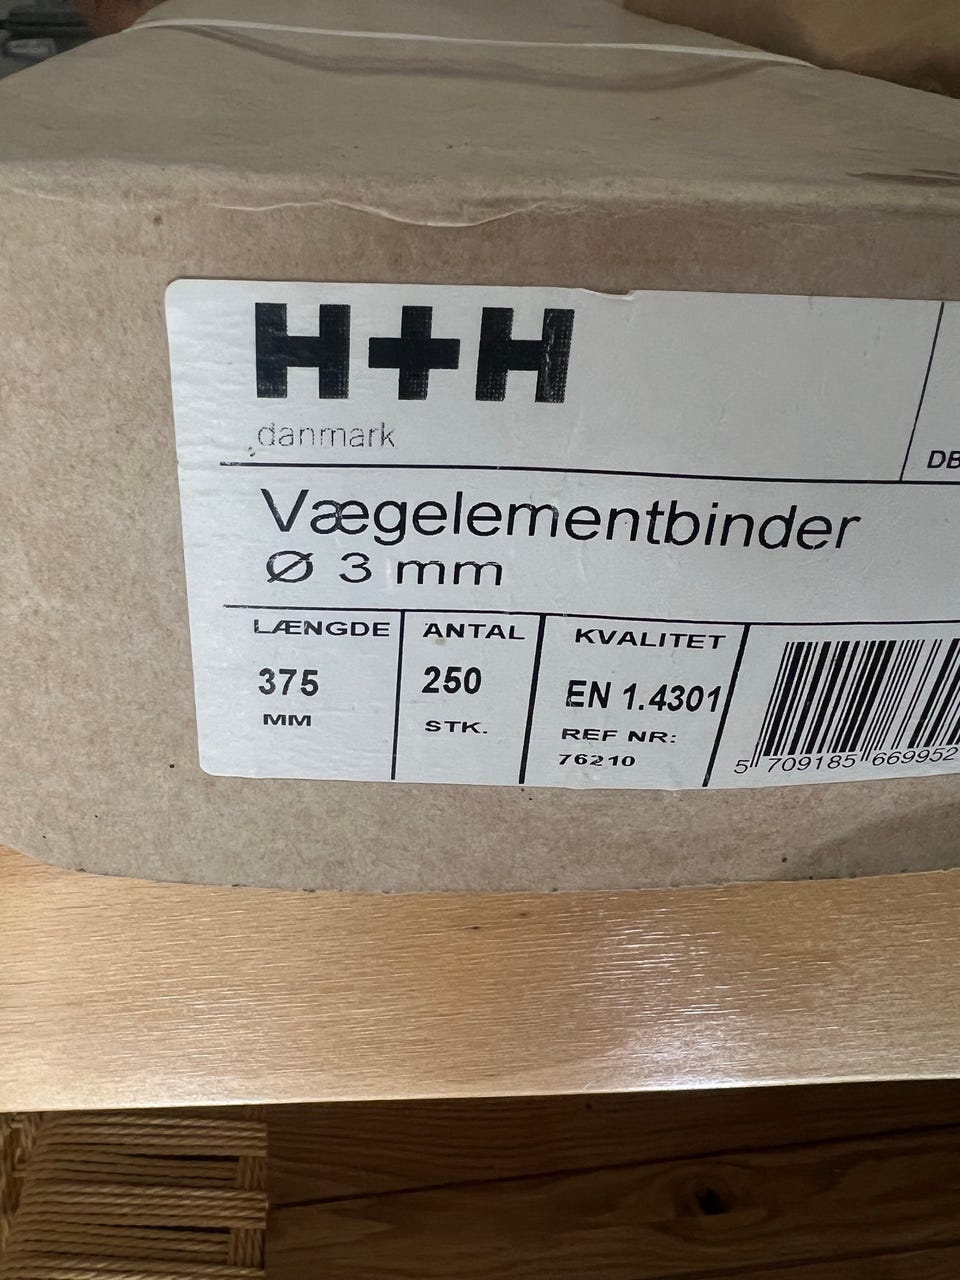 H+H
danmark
DB
Vægelementbinder
Ø 3 mm
LÆNGDE
375
MM
ANTAL
250
STK.
KVALITET
EN 1.4301
REF NR:
76210
5 709185 669952